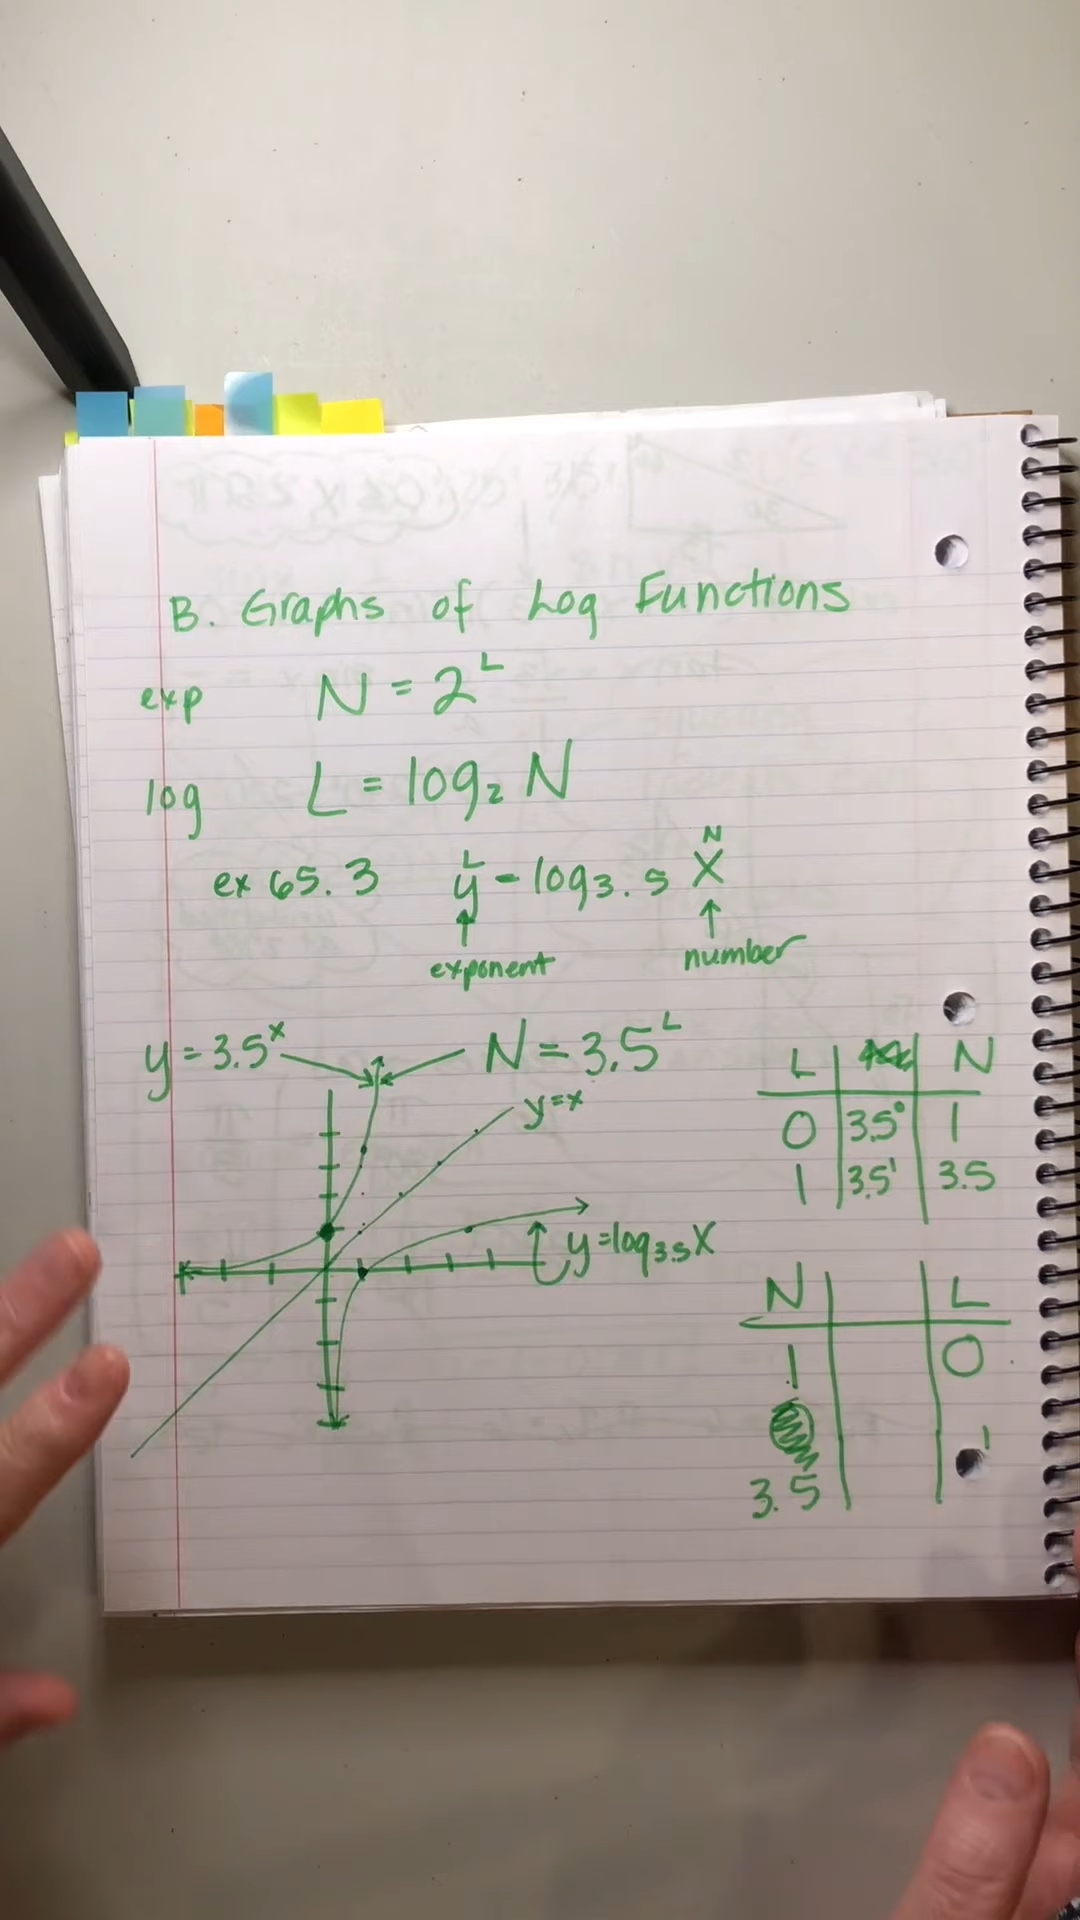 B. Graphs of Log Functions
exp N = 2^L
log L = log₂ N
L N
ex 65.3 y = log3.5 X
exponent number
y = 3.5^x N = 3.5^L
y=x
y=log3.5X
L N
0 3.5⁰ 1
1 3.5¹ 3.5
N L
1 0
1
3.5